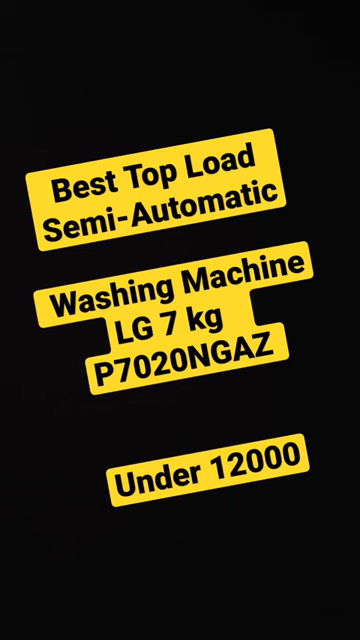 Best Top Load
Semi-Automatic
Washing Machine
LG 7 kg
P7020NGAZ
Under 12000